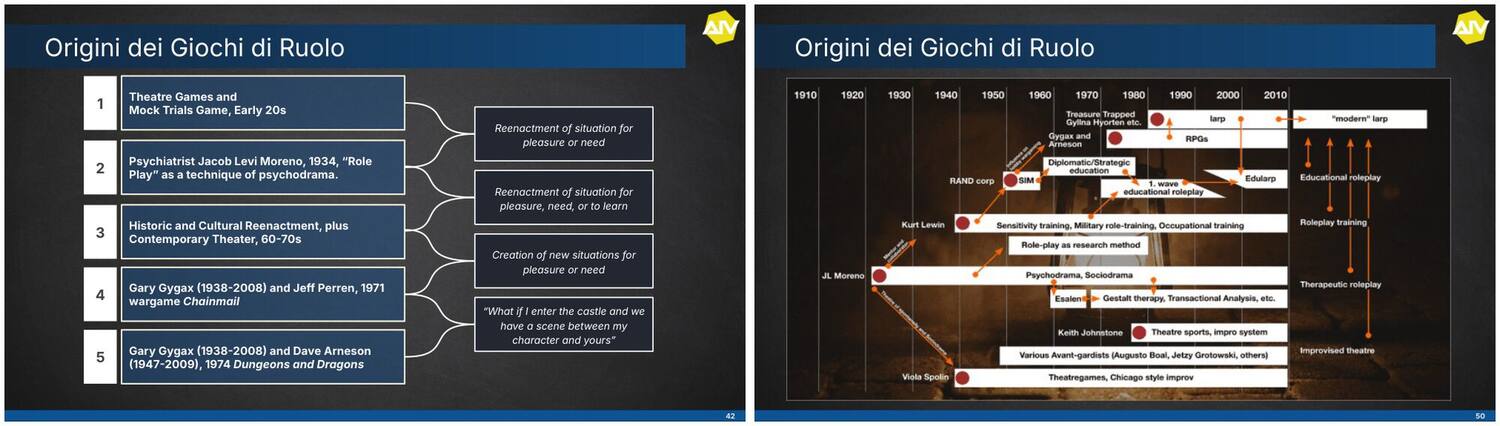 Origini dei Giochi di Ruolo
AIV
1
Theatre Games and
Mock Trials Game, Early 20s
2
Psychiatrist Jacob Levi Moreno, 1934, “Role
Play” as a technique of psychodrama.
3
Historic and Cultural Reenactment, plus
Contemporary Theater, 60-70s
4
Gary Gygax (1938-2008) and Jeff Perren, 1971
wargame Chainmail
5
Gary Gygax (1938-2008) and Dave Arneson
(1947-2009), 1974 Dungeons and Dragons
Reenactment of situation for
pleasure or need
Reenactment of situation for
pleasure, need, or to learn
Creation of new situations for
pleasure or need
“What if I enter the castle and we
have a scene between my
character and yours”
42
Origini dei Giochi di Ruolo
AIV
1910 1920 1930 1940 1950 1960 1970 1980 1990 2000 2010
Treasure Trapped
Gyllna Hyorten etc.
larp
"modern" larp
Gygax and
Arneson
RPGs
Diplomatic/Strategic
education
RAND corp
SIM
1. wave
educational roleplay
Edularp
Educational roleplay
Kurt Lewin
Sensitivity training, Military role-training, Occupational training
Roleplay training
Role-play as research method
Mentor and
JL Moreno
Psychodrama, Sociodrama
Therapeutic roleplay
Esalen
Gestalt therapy, Transactional Analysis, etc.
Keith Johnstone
Theatre sports, impro system
Improvised theatre
Various Avant-gardists (Augusto Boal, Jetzy Grotowski, others)
Viola Spolin
Theatregames, Chicago style improv
50